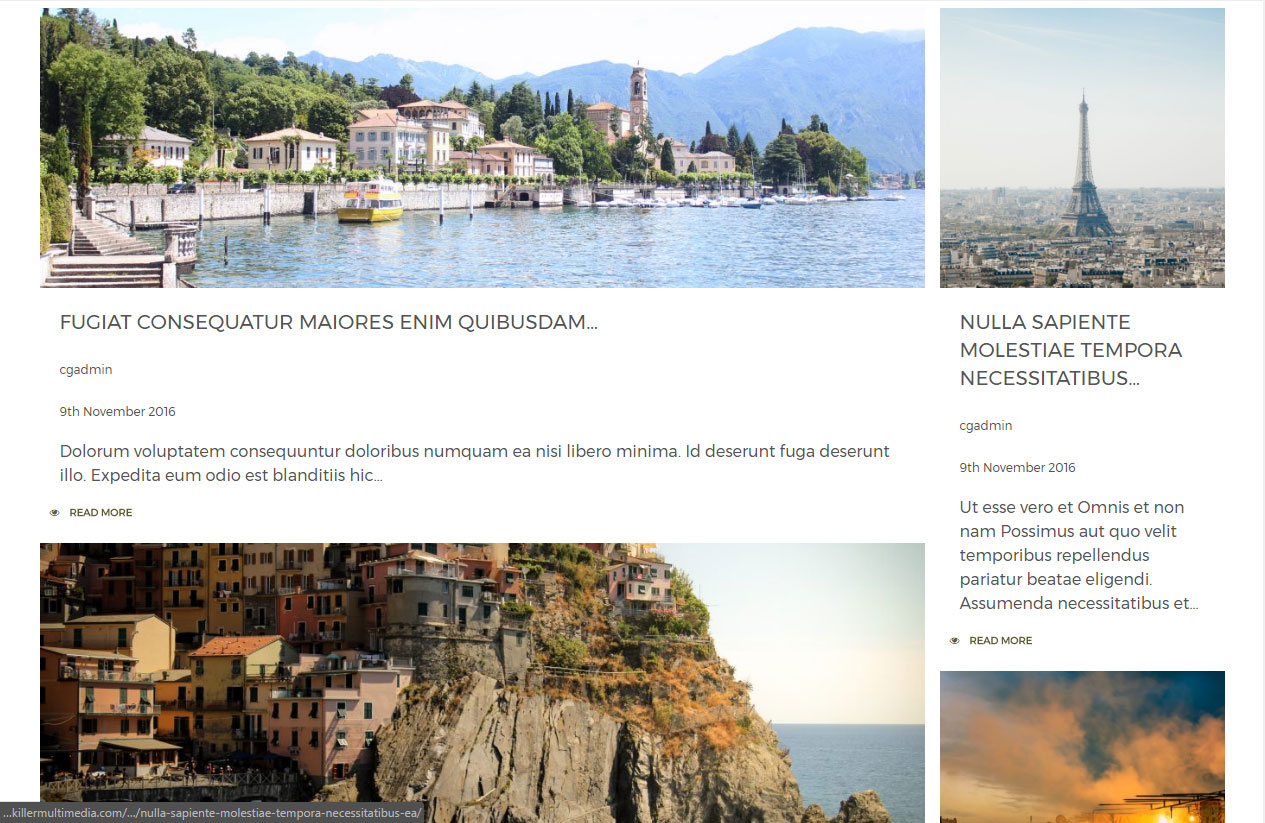 FUGIAT CONSEQUATUR MAIORES ENIM QUIBUSDAM...
cgadmin
9th November 2016
Dolorum voluptatem consequuntur doloribus numquam ea nisi libero minima. Id deserunt fuga deserunt
illo. Expedita eum odio est blanditiis hic...
READ MORE
NULLA SAPIENTE
MOLESTIAE TEMPORA
NECESSITATIBUS...
cgadmin
9th November 2016
Ut esse vero et Omnis et non
nam Possimus aut quo velit
temporibus repellendus
pariatur beatae eligendi.
Assumenda necessitatibus et...
READ MORE
...killermultimedia.com/.../nulla-sapiente-molestiae-tempora-necessitatibus-ea/